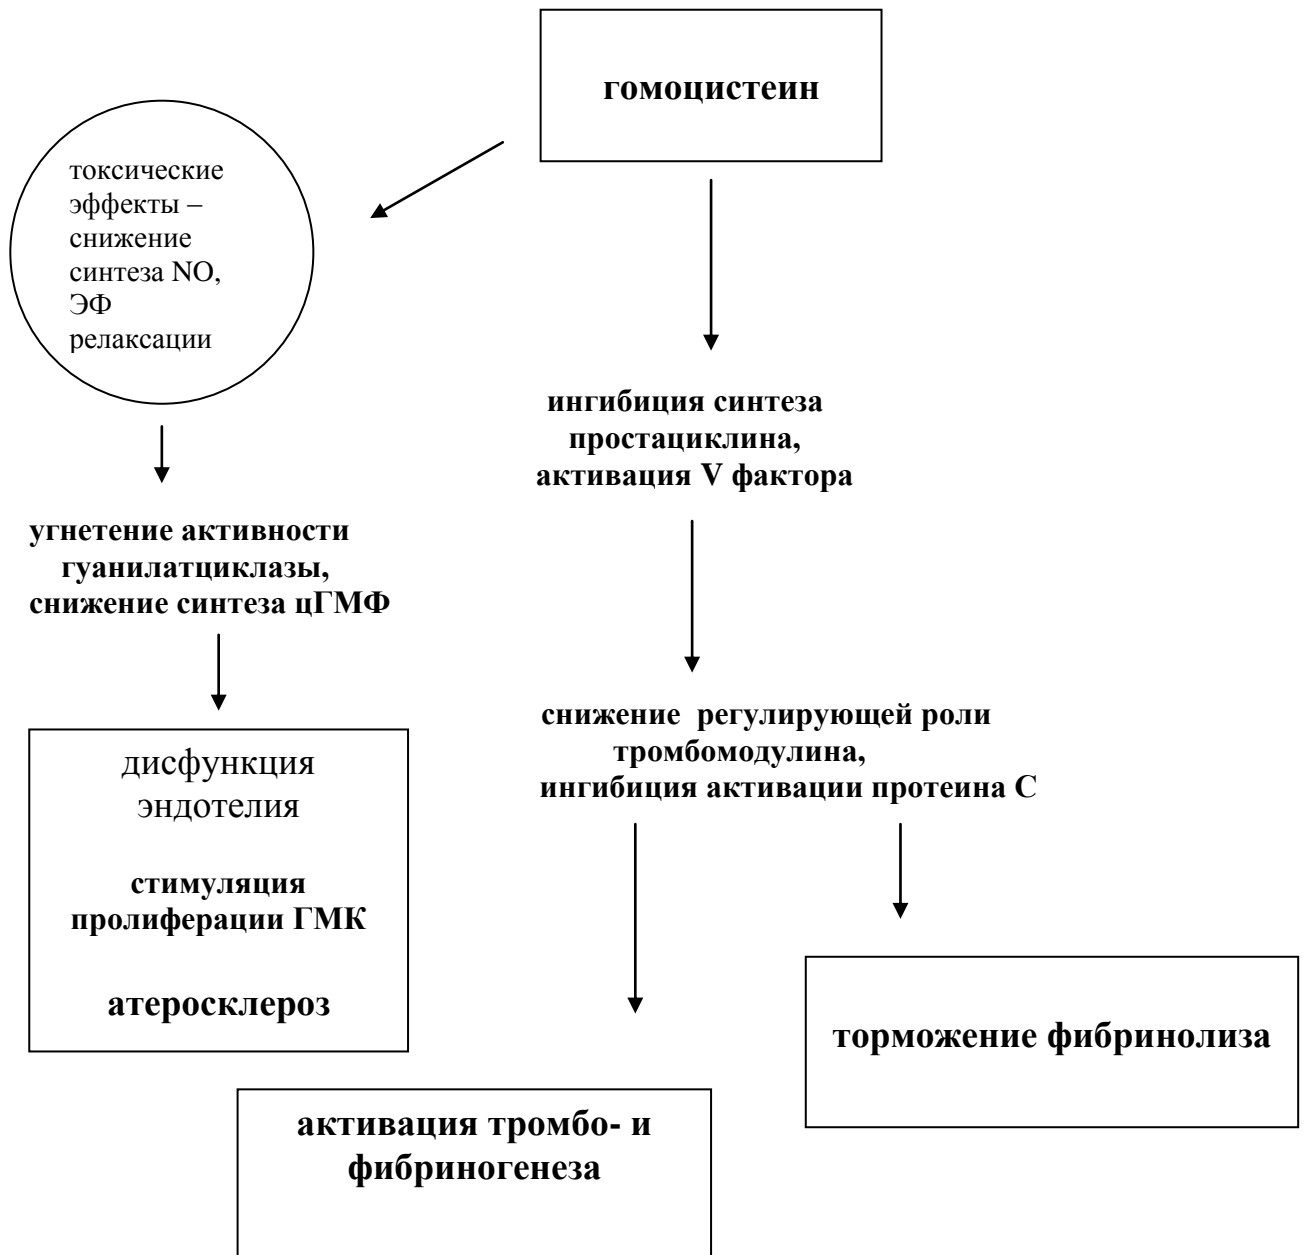 гомоцистеин
токсические
эффекты –
снижение
синтеза NO,
ЭФ
релаксации
ингибиция синтеза
простациклина,
активация V фактора
угнетение активности
гуанилатциклазы,
снижение синтеза цГМФ
снижение регулирующей роли
тромбомодулина,
ингибиция активации протеина С
дисфункция
эндотелия
стимуляция
пролиферации ГМК
атеросклероз
торможение фибринолиза
активация тромбо- и
фибриногенеза